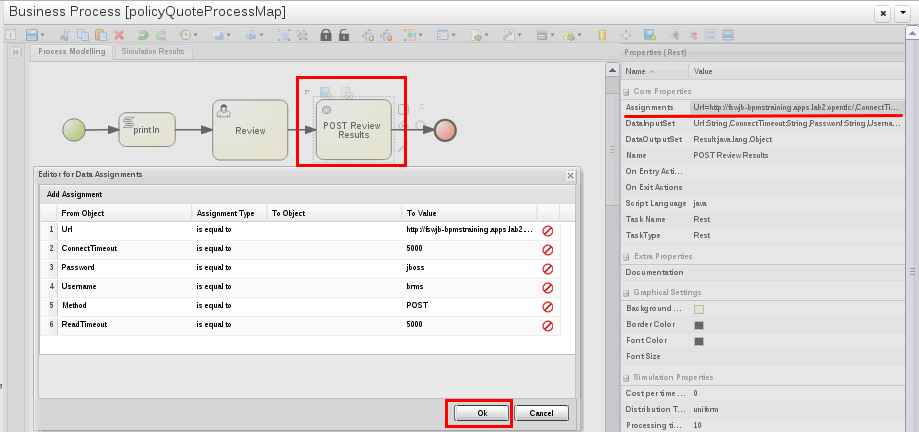 Business Process [policyQuoteProcessMap]
Process Modelling
Simulation Results
println
Review
POST Review
Results
Editor for Data Assignments
Add Assignment
From Object Assignment Type To Object To Value
1 Url is equal to http://fswjb-bpmstraining.apps.lab2....
2 ConnectTimeout is equal to 5000
3 Password is equal to jboss
4 Username is equal to brms
5 Method is equal to POST
6 ReadTimeout is equal to 5000
Ok
Cancel
Properties (Rest)
Name Value
Core Properties
Assignments Url=http://fswjb-bpmstraining.apps.lab2.opentlc/,ConnectTi...
DataInputSet Url:String,ConnectTimeout:String,Password:String,Userna...
DataOutputSet Result:java.lang.Object
Name POST Review Results
On Entry Acti...
On Exit Actions
Script Language java
Task Name Rest
TaskType Rest
Extra Properties
Documentation
Graphical Settings
Background ...
Border Color
Font Color
Font Size
Simulation Properties
Cost per time ... 0
Distribution T... uniform
Processing ti... 10